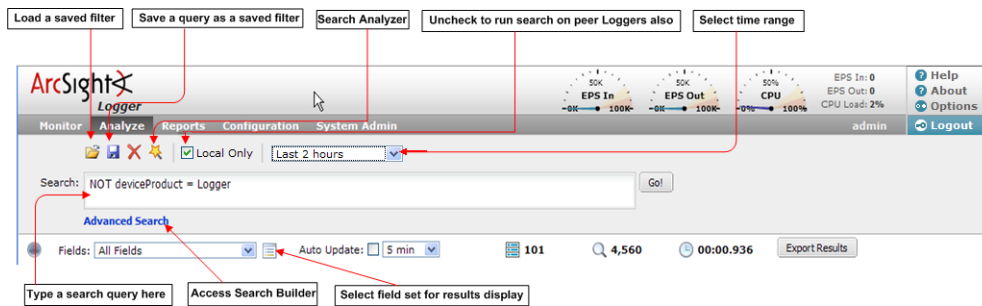 Load a saved filter
Save a query as a saved filter
Search Analyzer
Uncheck to run search on peer Loggers also
Select time range
ArcSight
Logger
50K
EPS In
0K 100K
50K
EPS Out
0K 100K
50%
CPU
0% 100%
EPS In: 0
EPS Out: 0
CPU Load: 2%
Help
About
Options
Monitor Analyze Reports Configuration System Admin
admin
Logout
Local Only
Last 2 hours
Search:
NOT deviceProduct = Logger
Go!
Advanced Search
Fields: All Fields
Auto Update: 5 min
101
4,560
00:00.936
Export Results
Type a search query here
Access Search Builder
Select field set for results display